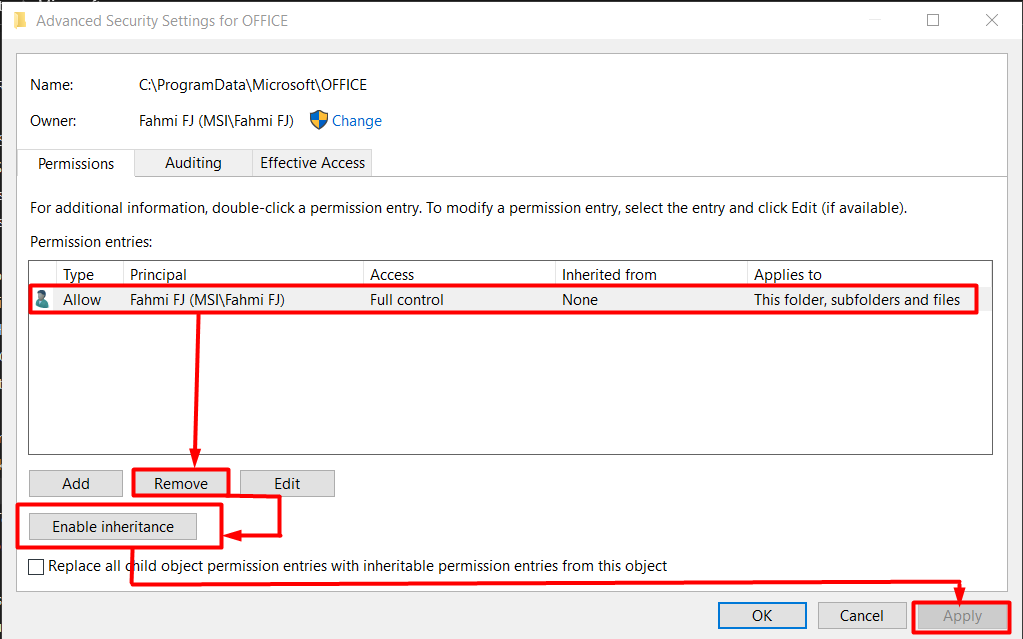 Advanced Security Settings for OFFICE
Name: C:\ProgramData\Microsoft\OFFICE
Owner: Fahmi FJ (MSI\Fahmi FJ) Change
Permissions Auditing Effective Access
For additional information, double-click a permission entry. To modify a permission entry, select the entry and click Edit (if available).
Permission entries:
Type Principal Access Inherited from Applies to
Allow Fahmi FJ (MSI\Fahmi FJ) Full control None This folder, subfolders and files
Add Remove Edit
Enable inheritance
Replace all child object permission entries with inheritable permission entries from this object
OK Cancel Apply